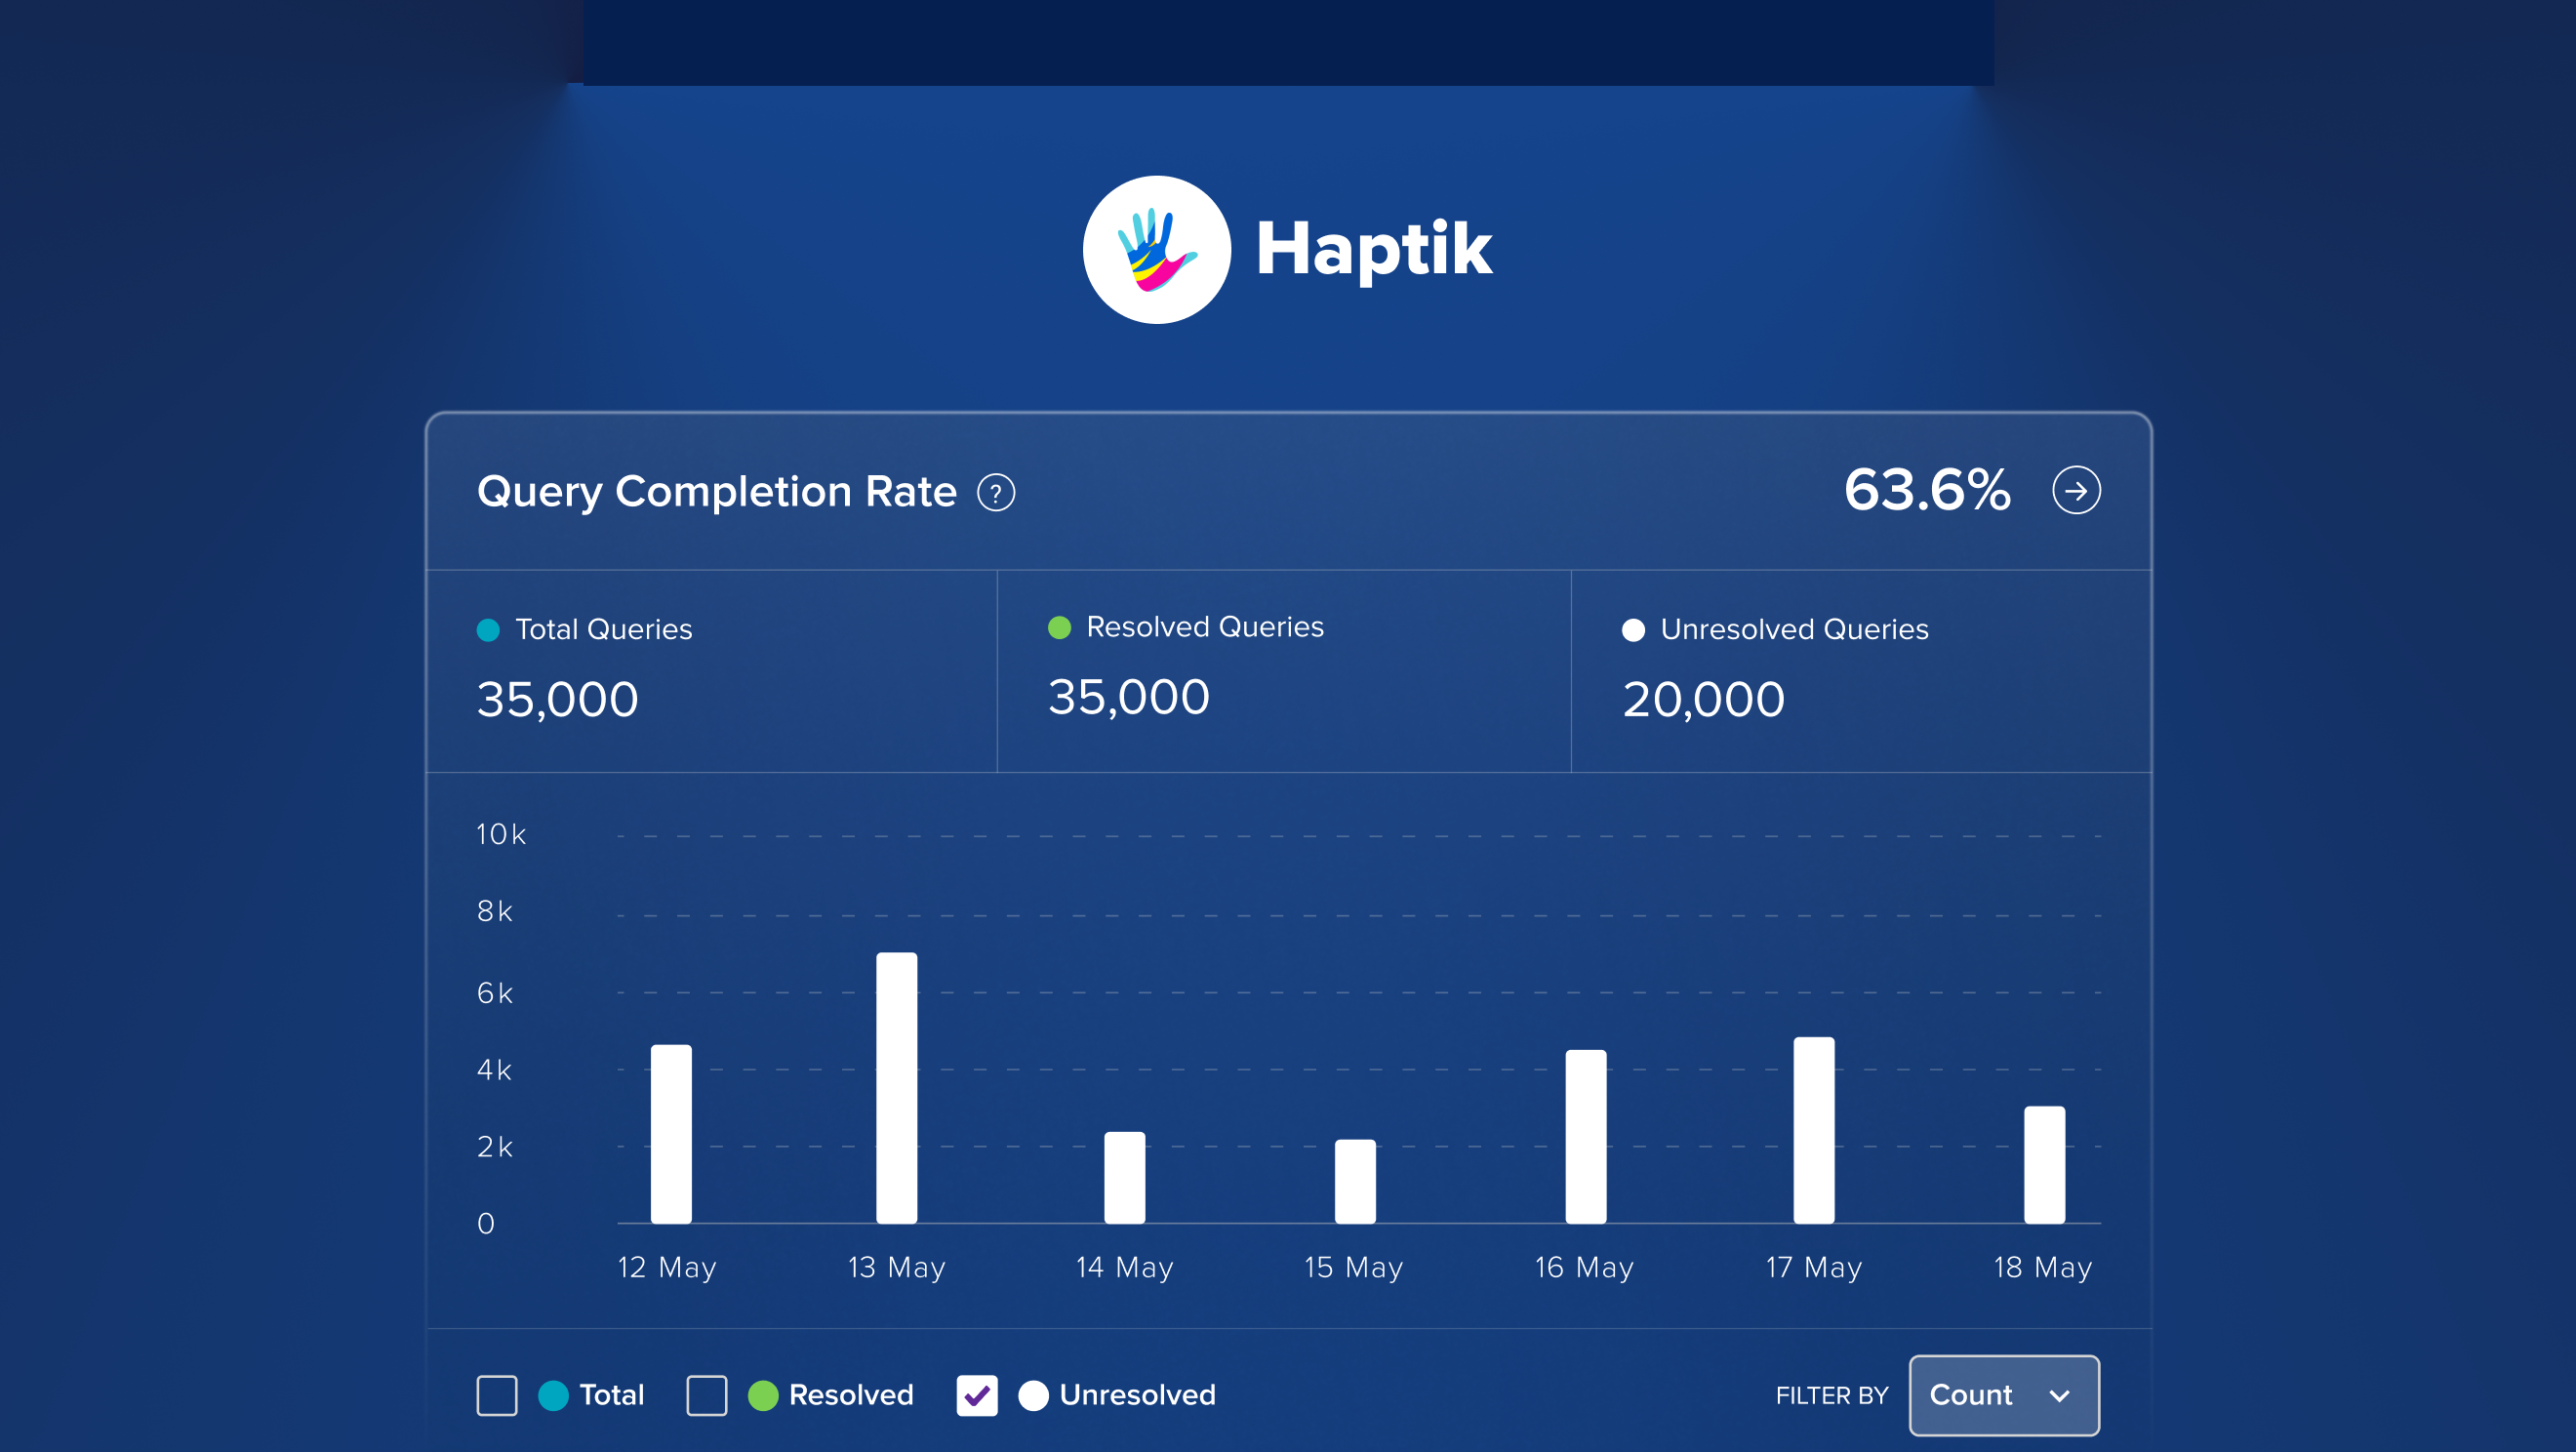 Haptik
Query Completion Rate ?
63.6%
Total Queries
35,000
Resolved Queries
35,000
Unresolved Queries
20,000
10k
8k
6k
4k
2k
0
12 May 13 May 14 May 15 May 16 May 17 May 18 May
Total Resolved Unresolved
FILTER BY Count